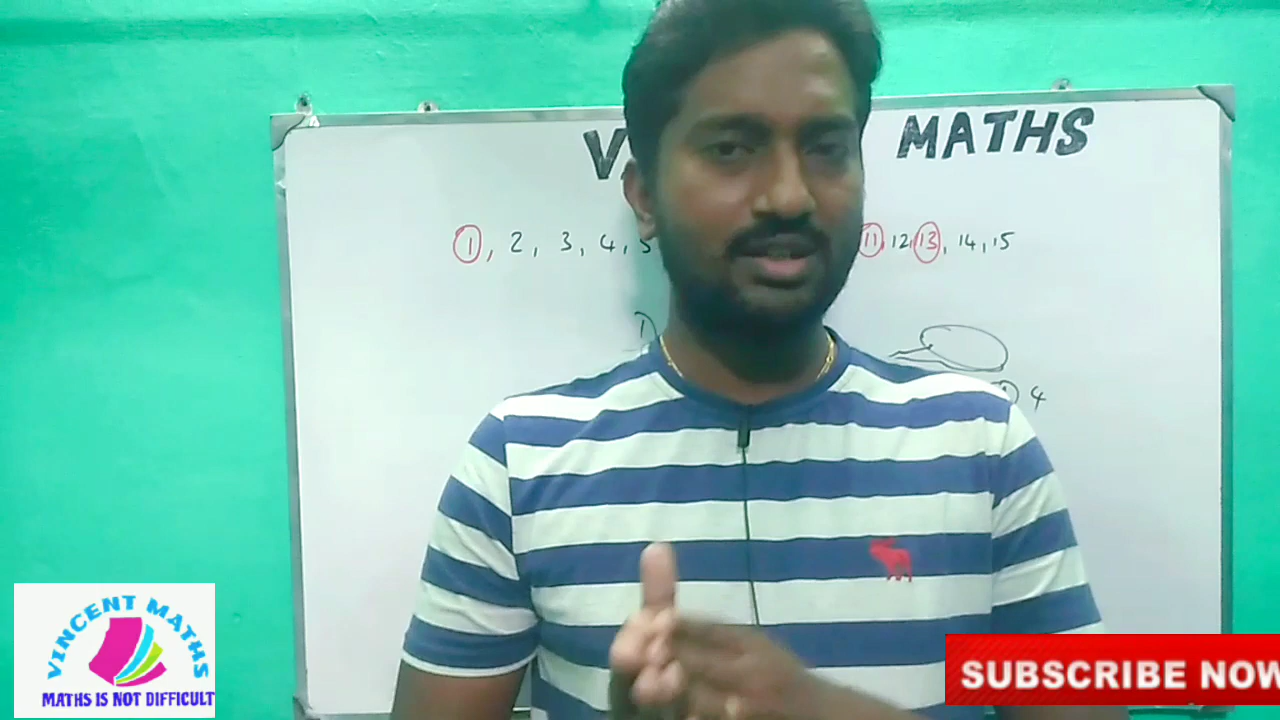 MATHS
1, 2, 3, 4, 5
11, 12, 13, 14, 15
4
VINCENT MATHS
MATHS IS NOT DIFFICULT
SUBSCRIBE NOW